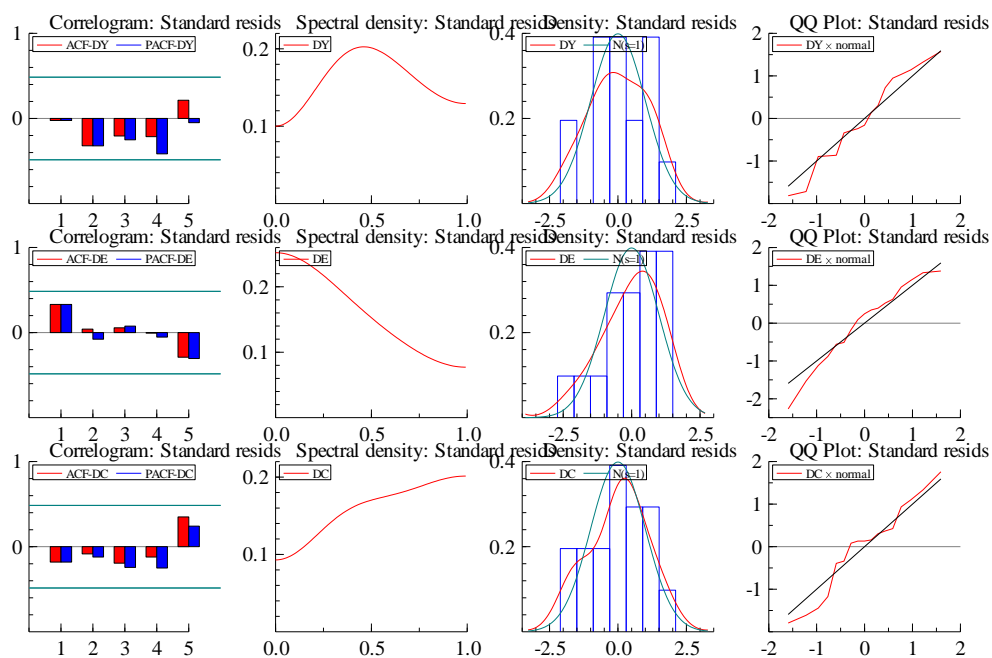 Correlogram: Standard resids
Spectral density: Standard resids
Density: Standard resids
QQ Plot: Standard resids
1
ACF-DY PACF-DY
0
1 2 3 4 5
0.2
DY
0.1
0.0 0.5 1.0
DY N(s=1)
0.2
-2.5 0.0 2.5
2
DY × normal
1
0
-1
-2 -1 0 1 2
Correlogram: Standard resids
Spectral density: Standard resids
Density: Standard resids
QQ Plot: Standard resids
1
ACF-DE PACF-DE
0
1 2 3 4 5
DE
0.2
0.1
0.0 0.5 1.0
0.4
DE N(s=1)
0.2
-2.5 0.0 2.5
2
DE × normal
1
0
-1
-2
-2 -1 0 1 2
Correlogram: Standard resids
Spectral density: Standard resids
Density: Standard resids
QQ Plot: Standard resids
1
ACF-DC PACF-DC
0
1 2 3 4 5
DC
0.2
0.1
0.0 0.5 1.0
0.4
DC N(s=1)
0.2
-2.5 0.0 2.5
2
DC × normal
1
0
-1
-2 -1 0 1 2